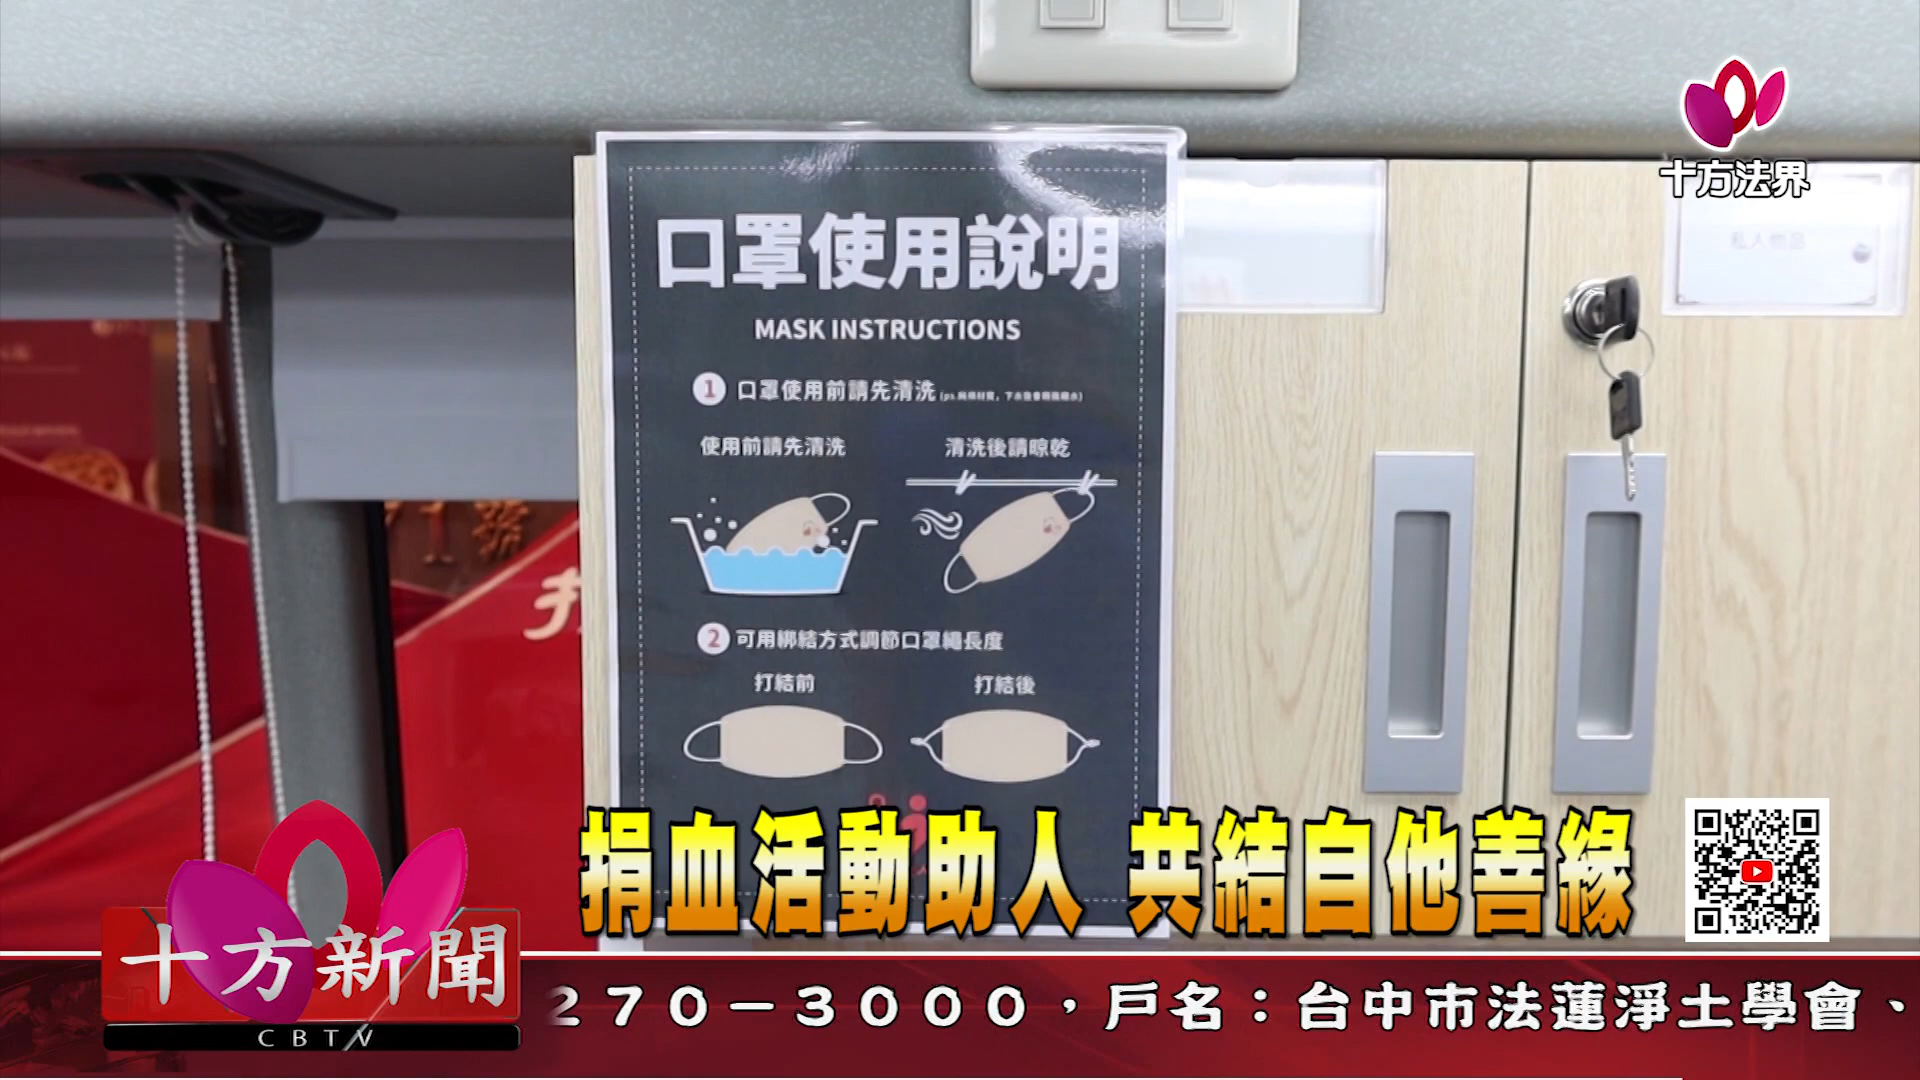 十方法界
口罩使用說明
MASK INSTRUCTIONS
1 口罩使用前請先清洗
使用前請先清洗
清洗後請晾乾
2 可用綁結方式調節口罩繩長度
打結前
打結後
私人物品
捐血活動助人 共結自他善緣
十方新聞
CBTV
270－3000，戶名：台中市法蓮淨土學會、